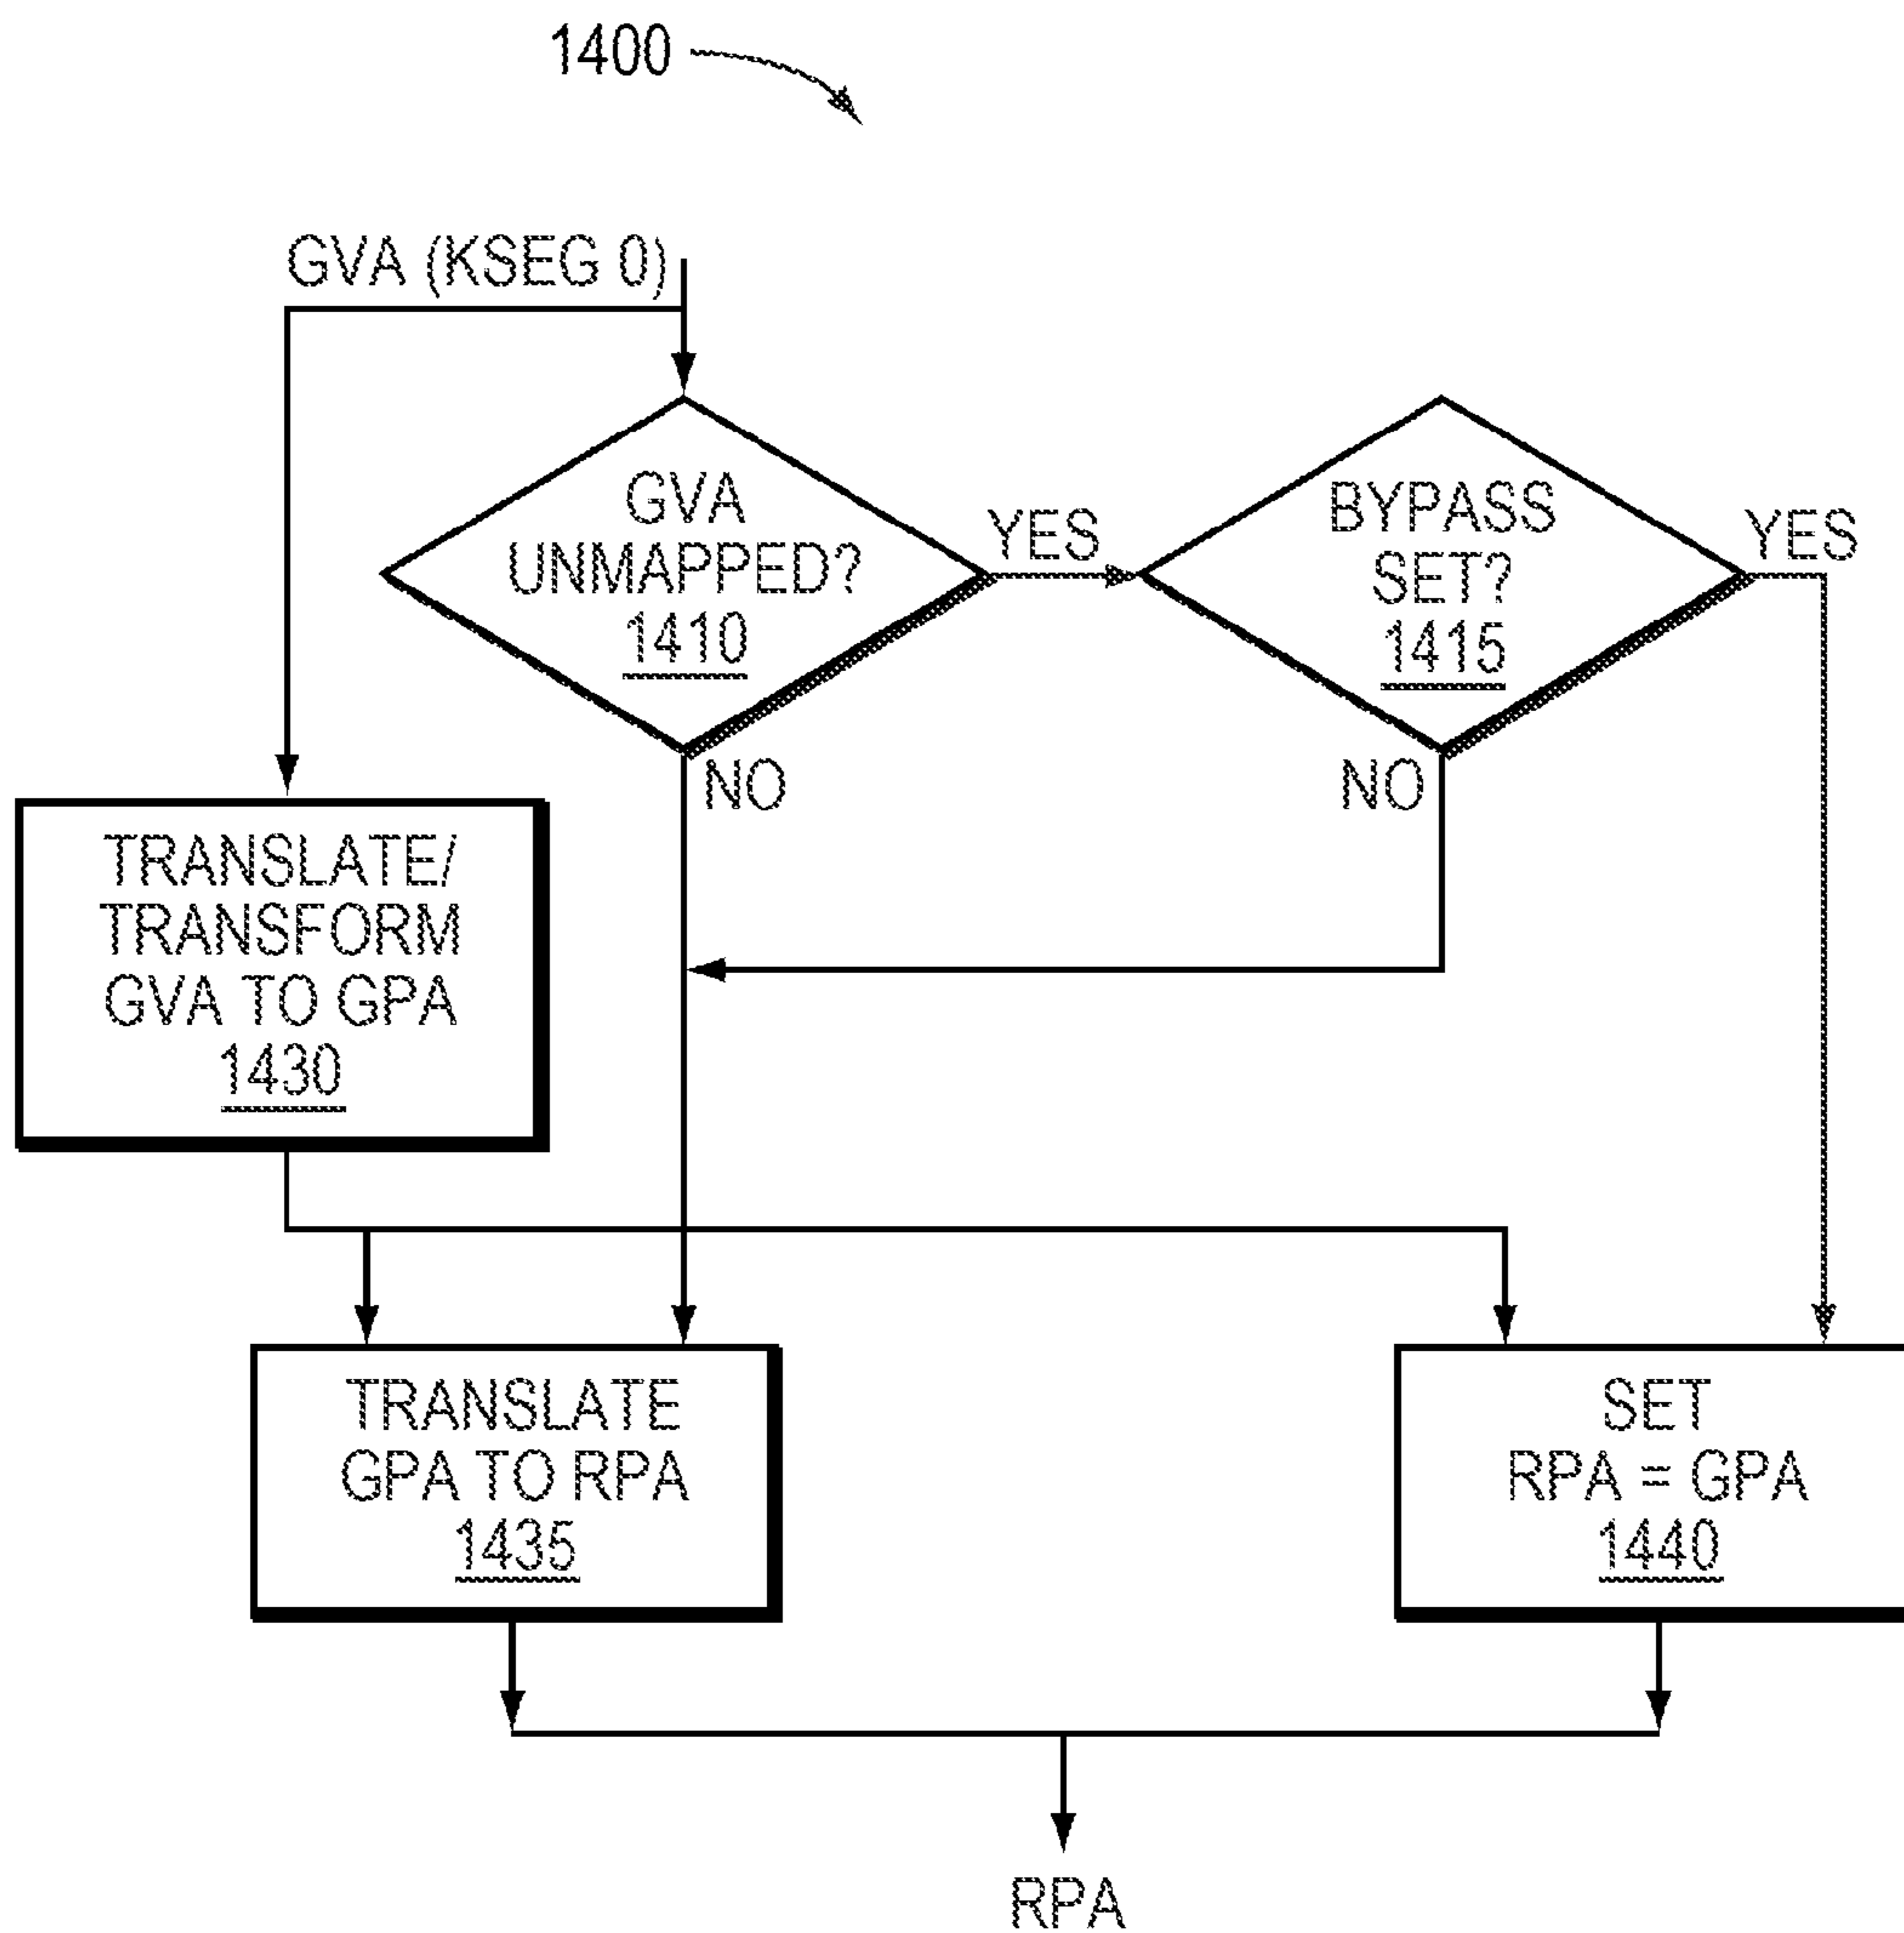 1400
GVA (KSEG 0)
GVA
UNMAPPED?
1410
YES
BYPASS
SET?
1415
YES
NO
NO
TRANSLATE/
TRANSFORM
GVA TO GPA
1430
TRANSLATE
GPA TO RPA
1435
SET
RPA = GPA
1440
RPA